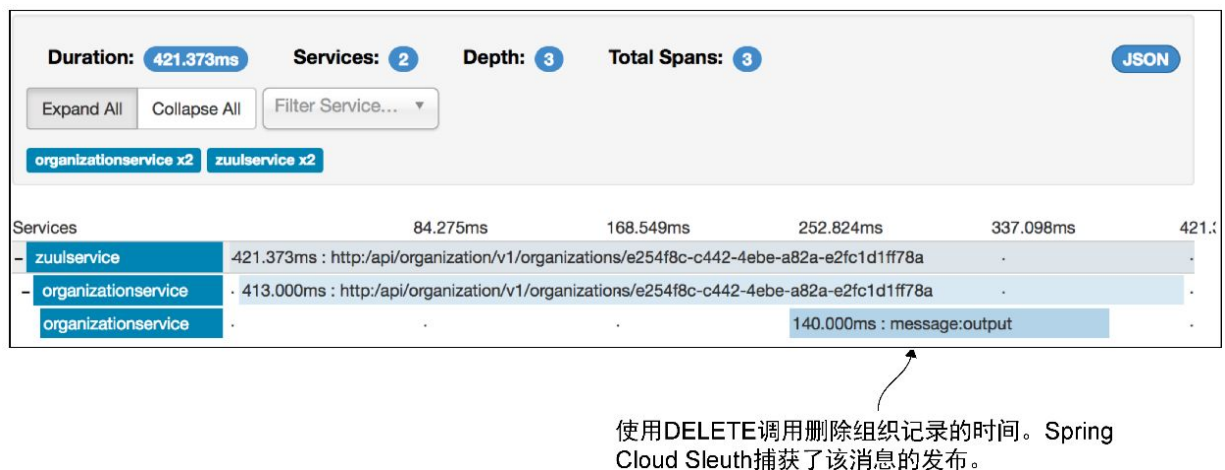 Duration: 421.373ms Services: 2 Depth: 3 Total Spans: 3 JSON
Expand All Collapse All Filter Service...
organizationservice x2 zuulservice x2
Services 84.275ms 168.549ms 252.824ms 337.098ms 421.
- zuulservice 421.373ms : http:/api/organization/v1/organizations/e254f8c-c442-4ebe-a82a-e2fc1d1ff78a
- organizationservice 413.000ms : http:/api/organization/v1/organizations/e254f8c-c442-4ebe-a82a-e2fc1d1ff78a
organizationservice 140.000ms : message:output
使用DELETE调用删除组织记录的时间。Spring
Cloud Sleuth捕获了该消息的发布。